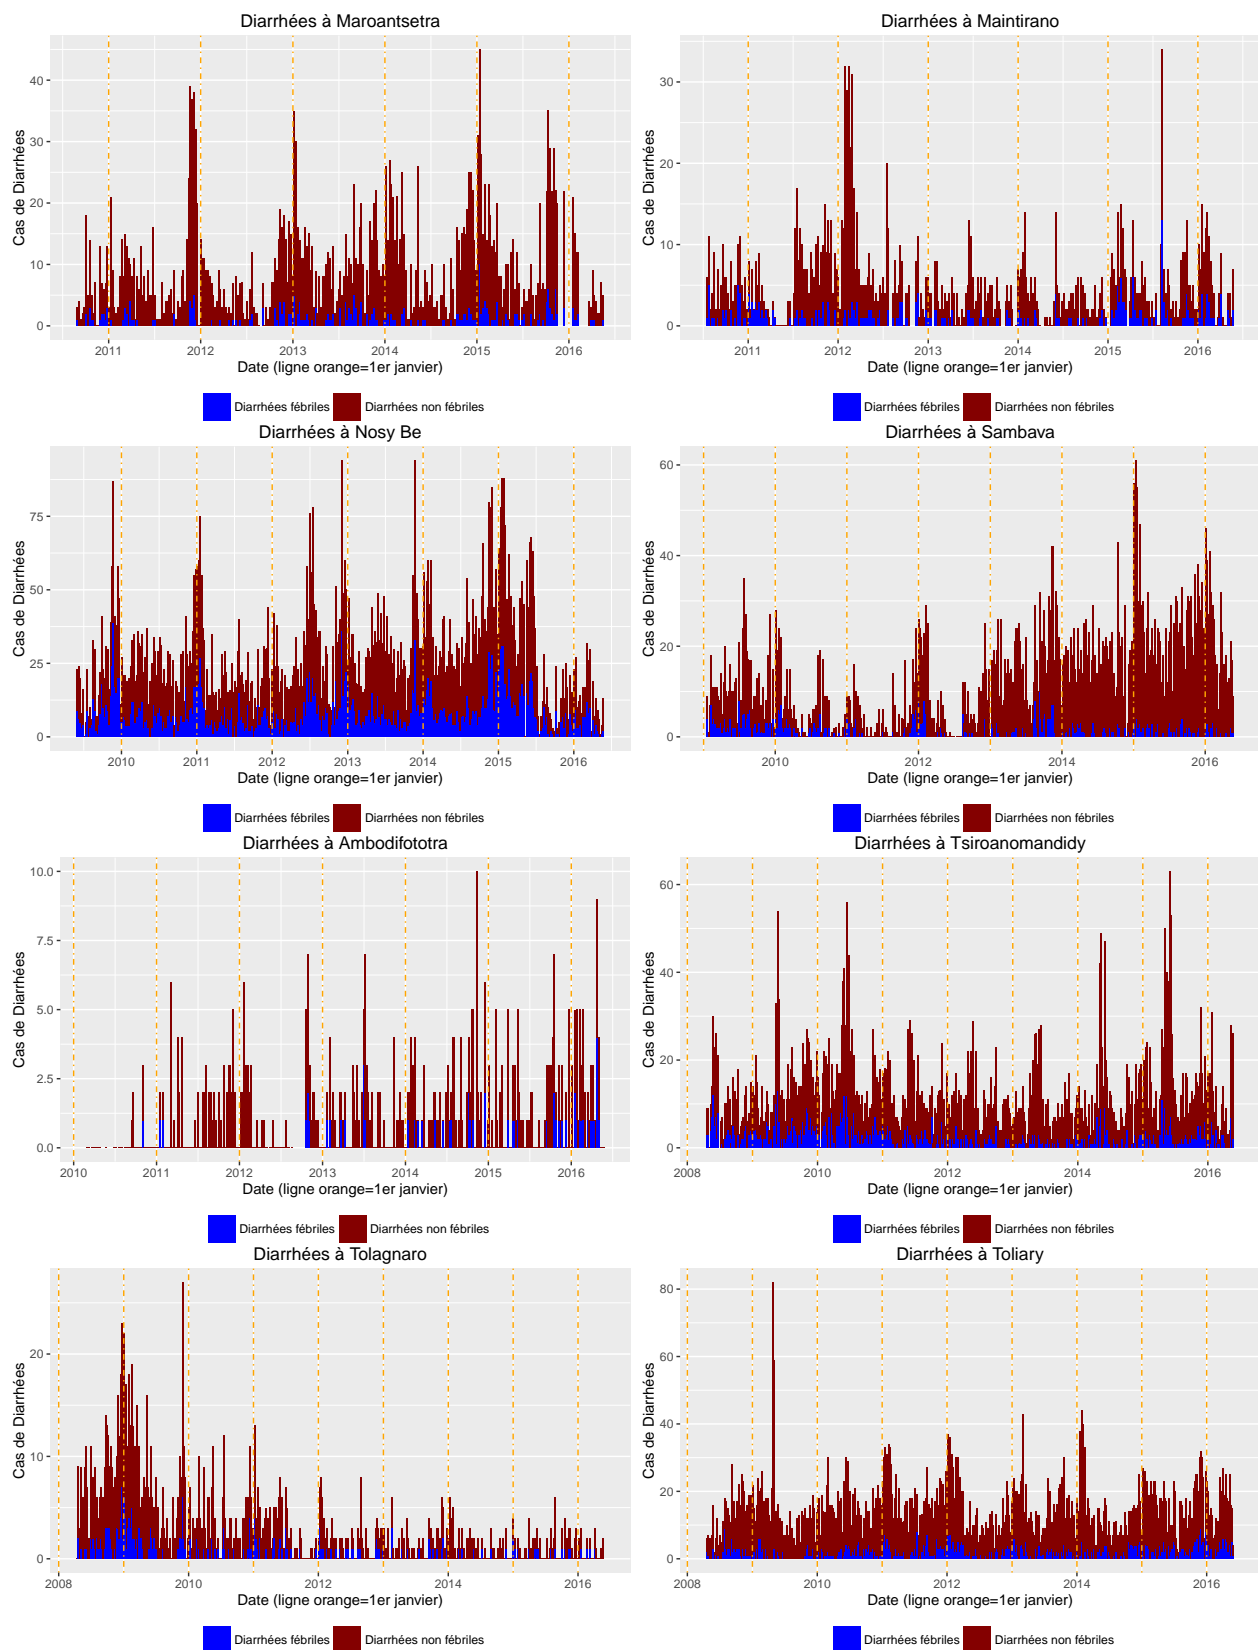 Diarrhées à Maroantsetra
Cas de Diarrhées
40
30
20
10
0
2011 2012 2013 2014 2015 2016
Date (ligne orange=1er janvier)
Diarrhées fébriles Diarrhées non fébriles
Diarrhées à Maintirano
Cas de Diarrhées
30
20
10
0
2011 2012 2013 2014 2015 2016
Date (ligne orange=1er janvier)
Diarrhées fébriles Diarrhées non fébriles
Diarrhées à Nosy Be
Cas de Diarrhées
75
50
25
0
2010 2011 2012 2013 2014 2015 2016
Date (ligne orange=1er janvier)
Diarrhées fébriles Diarrhées non fébriles
Diarrhées à Sambava
Cas de Diarrhées
60
40
20
0
2010 2012 2014 2016
Date (ligne orange=1er janvier)
Diarrhées fébriles Diarrhées non fébriles
Diarrhées à Ambodifototra
Cas de Diarrhées
10.0
7.5
5.0
2.5
0.0
2010 2011 2012 2013 2014 2015 2016
Date (ligne orange=1er janvier)
Diarrhées fébriles Diarrhées non fébriles
Diarrhées à Tsiroanomandidy
Cas de Diarrhées
60
40
20
0
2008 2010 2012 2014 2016
Date (ligne orange=1er janvier)
Diarrhées fébriles Diarrhées non fébriles
Diarrhées à Tolagnaro
Cas de Diarrhées
20
10
0
2008 2010 2012 2014 2016
Date (ligne orange=1er janvier)
Diarrhées fébriles Diarrhées non fébriles
Diarrhées à Toliary
Cas de Diarrhées
80
60
40
20
0
2008 2010 2012 2014 2016
Date (ligne orange=1er janvier)
Diarrhées fébriles Diarrhées non fébriles